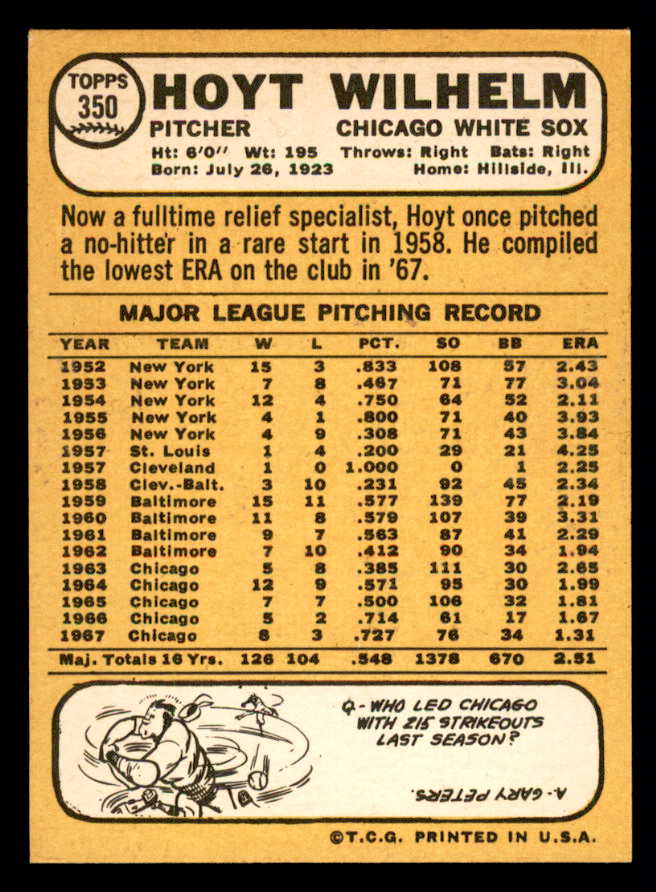 TOPPS
350
HOYT WILHELM
PITCHER CHICAGO WHITE SOX
Ht: 6'0" Wt: 195 Throws: Right Bats: Right
Born: July 26, 1923 Home: Hillside, Ill.
Now a fulltime relief specialist, Hoyt once pitched
a no-hitter in a rare start in 1958. He compiled
the lowest ERA on the club in '67.
MAJOR LEAGUE PITCHING RECORD
YEAR TEAM W L PCT. SO BB ERA
1952 New York 15 3 .833 108 57 2.43
1953 New York 7 8 .467 71 77 3.04
1954 New York 12 4 .750 64 52 2.11
1955 New York 4 1 .800 71 40 3.93
1956 New York 4 9 .308 71 43 3.84
1957 St. Louis 1 4 .200 29 21 4.25
1957 Cleveland 1 0 1.000 0 1 2.25
1958 Clev.-Balt. 3 10 .231 92 45 2.34
1959 Baltimore 15 11 .577 139 77 2.19
1960 Baltimore 11 8 .579 107 39 3.31
1961 Baltimore 9 7 .563 87 41 2.29
1962 Baltimore 7 10 .412 90 34 1.94
1963 Chicago 5 8 .385 111 30 2.65
1964 Chicago 12 9 .571 95 30 1.99
1965 Chicago 7 7 .500 106 32 1.81
1966 Chicago 5 2 .714 61 17 1.67
1967 Chicago 8 3 .727 76 34 1.31
Maj. Totals 16 Yrs. 126 104 .548 1378 670 2.51
Q- WHO LED CHICAGO
WITH 215 STRIKEOUTS
LAST SEASON?
A- GARY PETERS.
©T.C.G. PRINTED IN U.S.A.